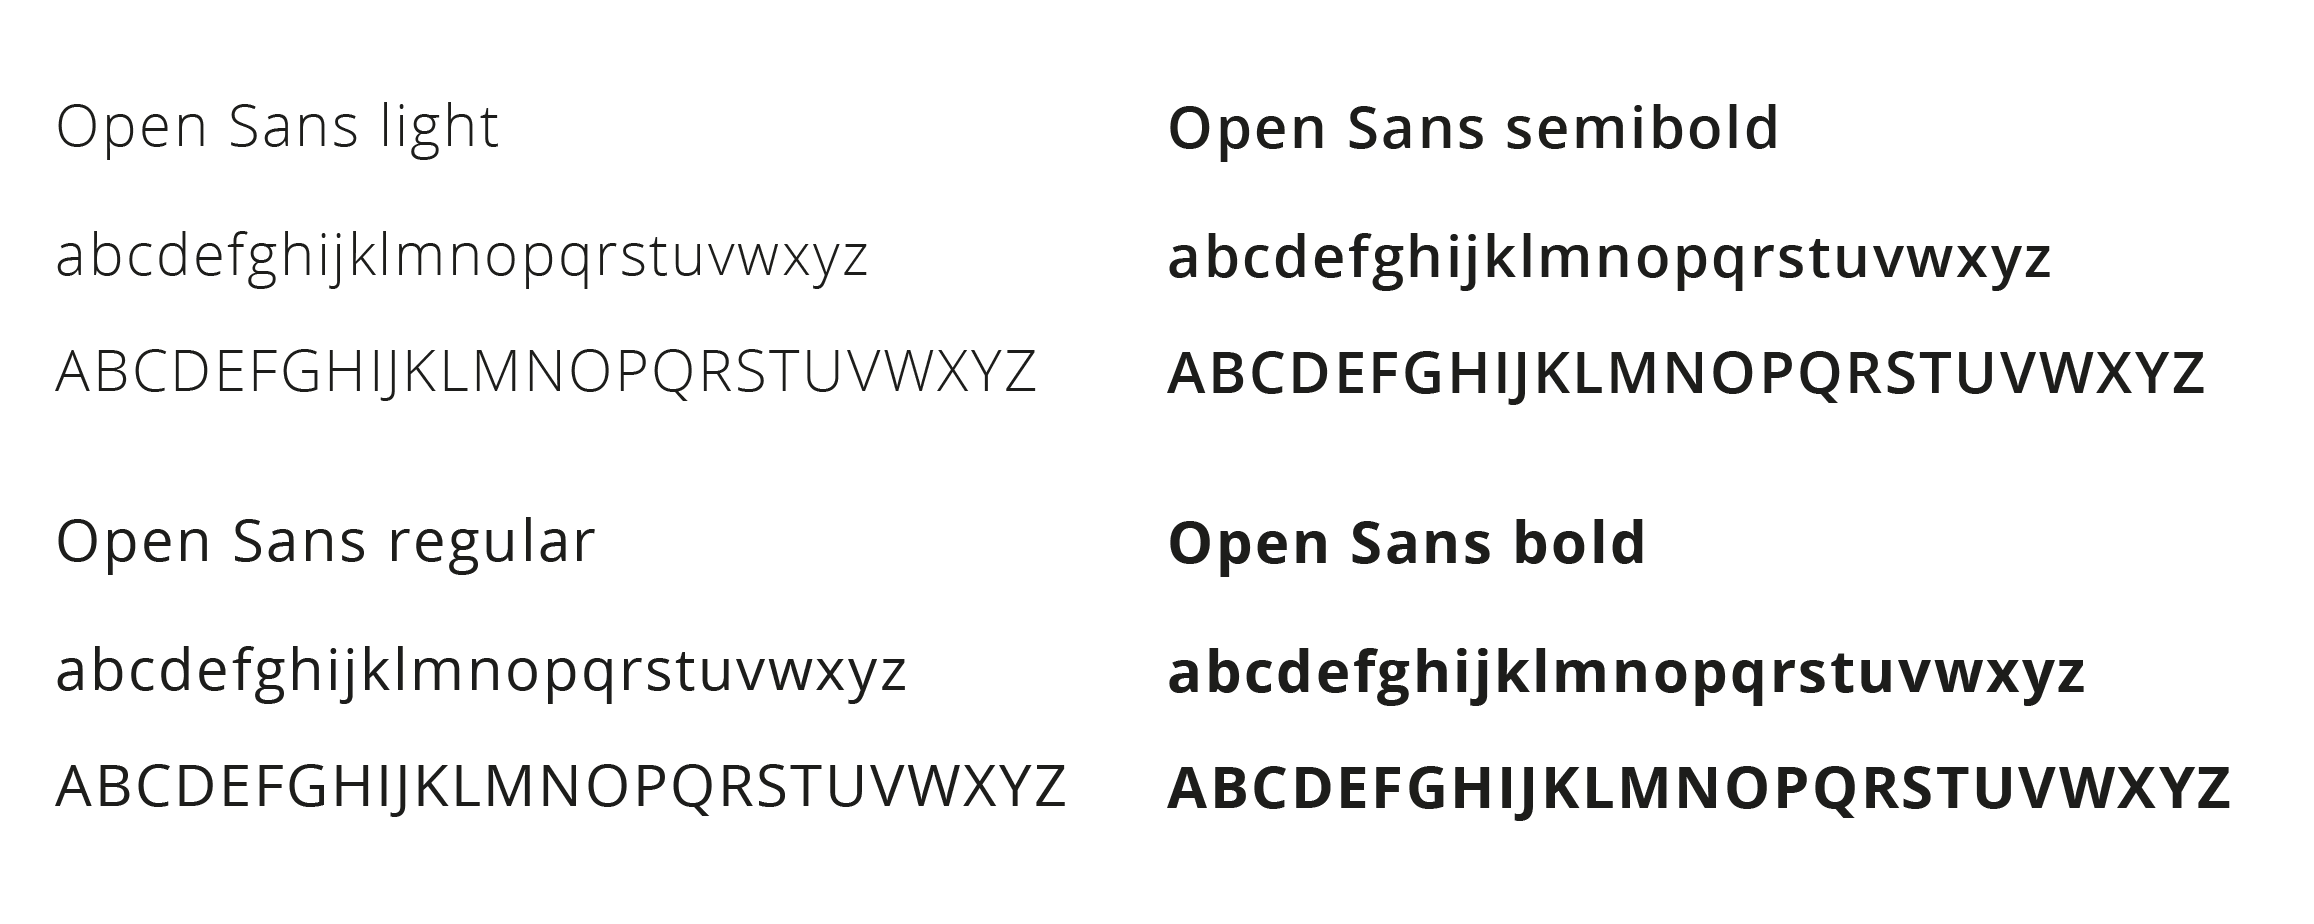 Open Sans light
abcdefghijklmnopqrstuvwxyz
ABCDEFGHIJKLMNOPQRSTUVWXYZ
Open Sans regular
abcdefghijklmnopqrstuvwxyz
ABCDEFGHIJKLMNOPQRSTUVWXYZ
Open Sans semibold
abcdefghijklmnopqrstuvwxyz
ABCDEFGHIJKLMNOPQRSTUVWXYZ
Open Sans bold
abcdefghijklmnopqrstuvwxyz
ABCDEFGHIJKLMNOPQRSTUVWXYZ